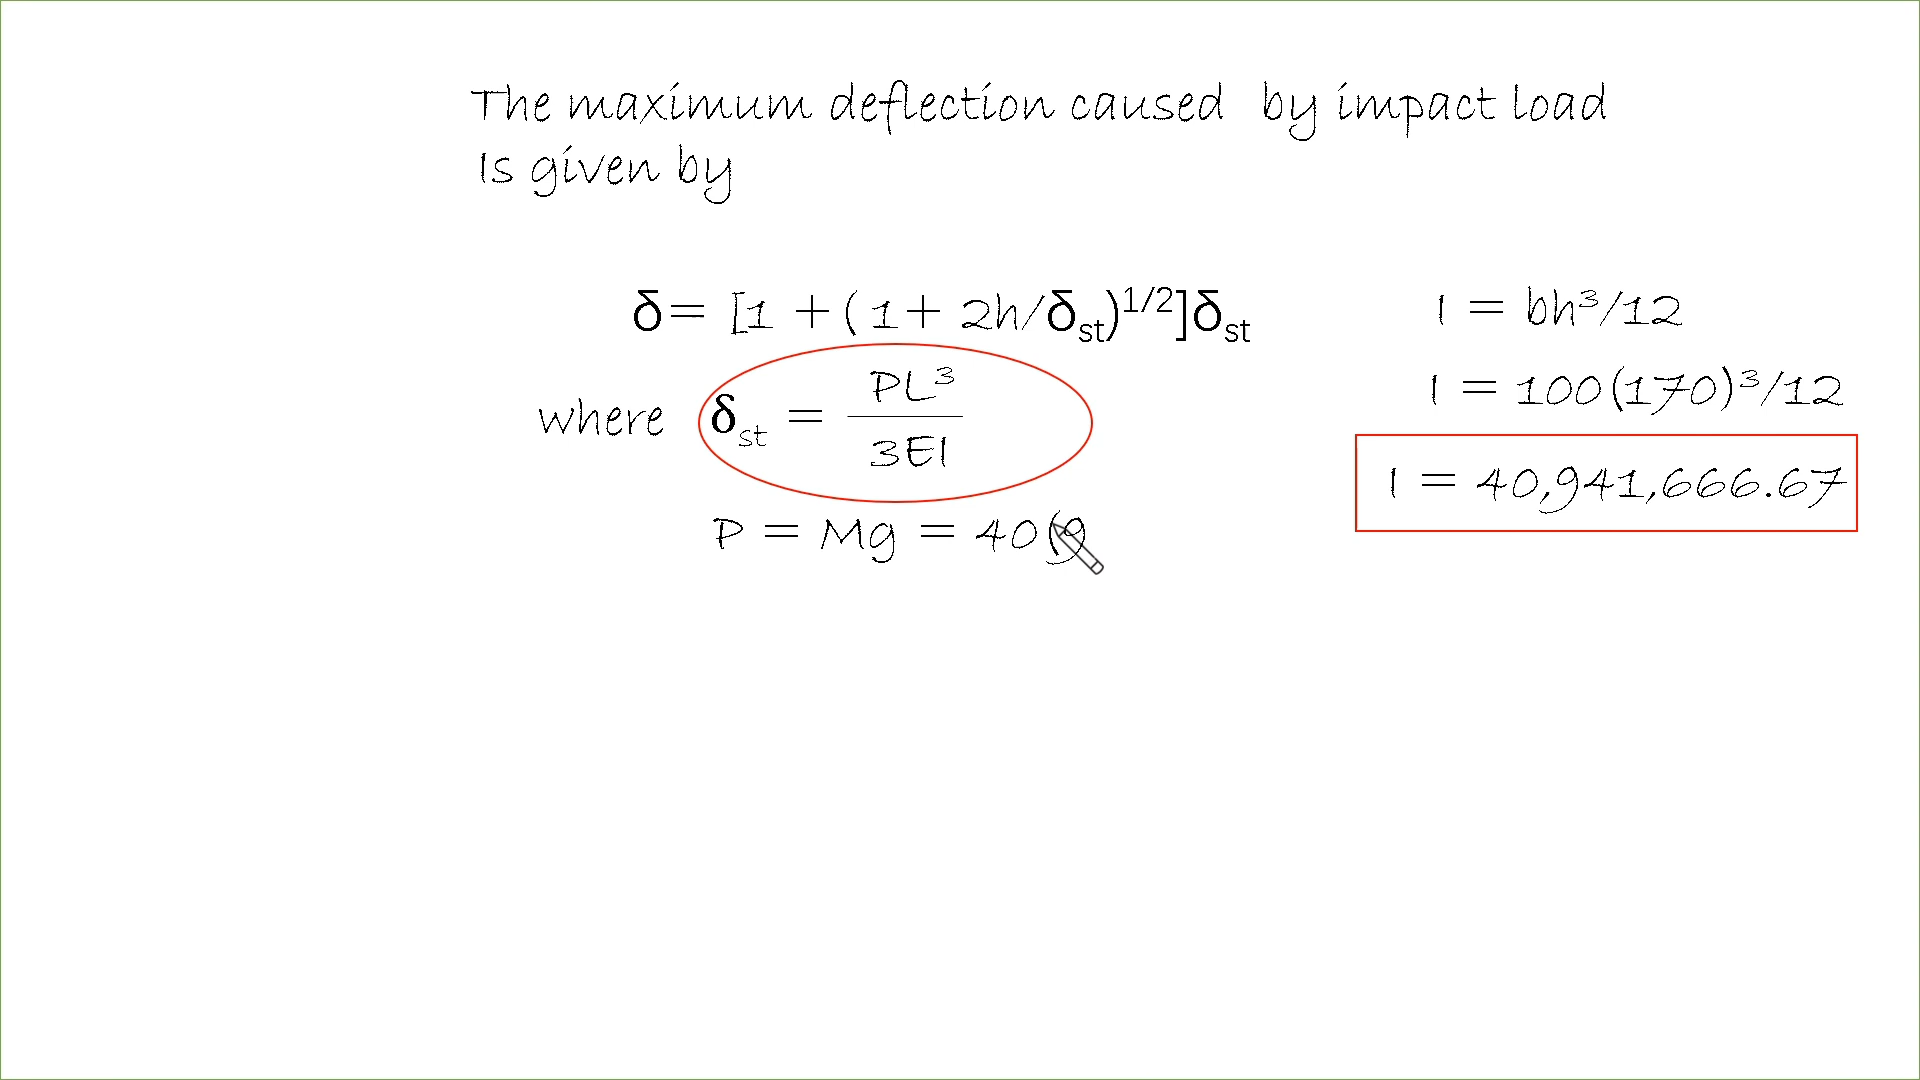 The maximum deflection caused by impact load
Is given by
δ= [1 +(1+ 2h/δst)1/2]δst
where δst = PL³/3EI
P = Mg = 40(9
I = bh³/12
I = 100(170)³/12
I = 40,941,666.67